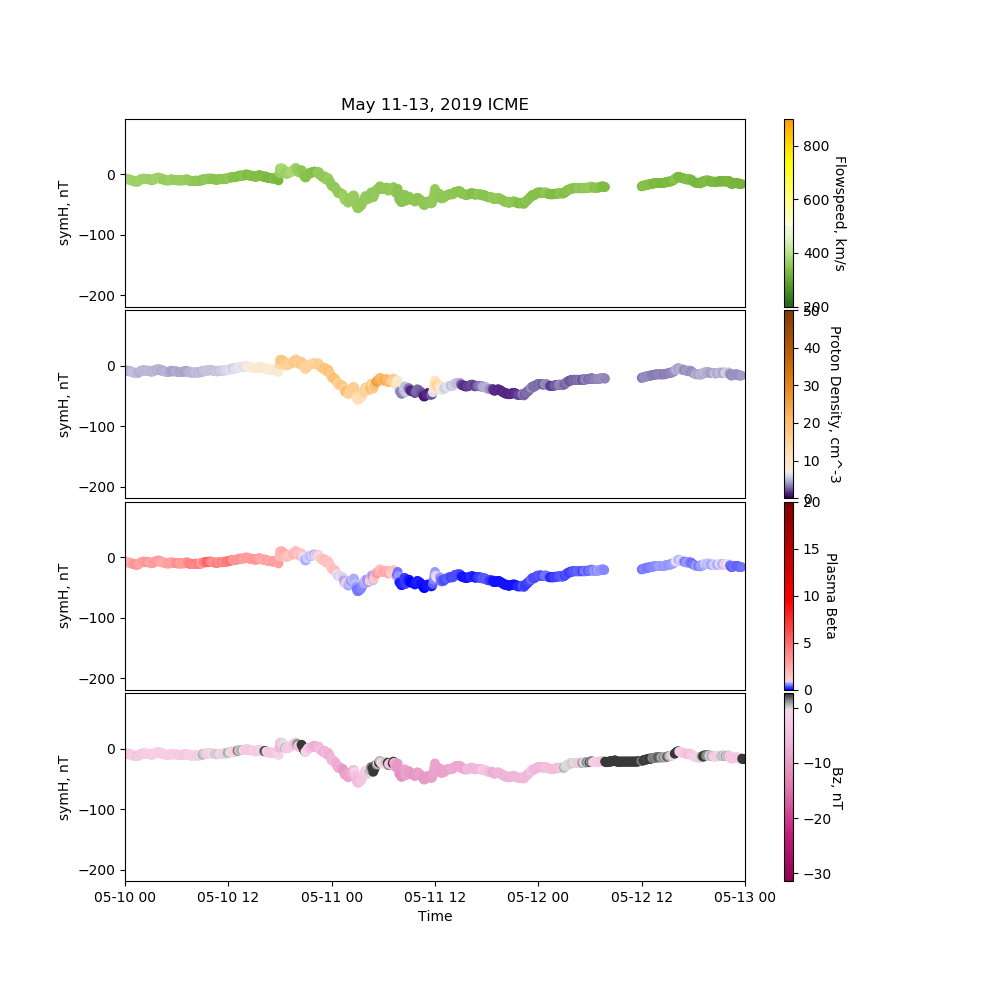 May 11-13, 2019 ICME
0
−100
−200
symH, nT
800
600
400
200
Flowspeed, km/s
0
−100
−200
symH, nT
50
40
30
20
10
0
Proton Density, cm^-3
0
−100
−200
symH, nT
20
15
10
5
0
Plasma Beta
0
−100
−200
symH, nT
0
−10
−20
−30
Bz, nT
05-10 00 05-10 12 05-11 00 05-11 12 05-12 00 05-12 12 05-13 00
Time